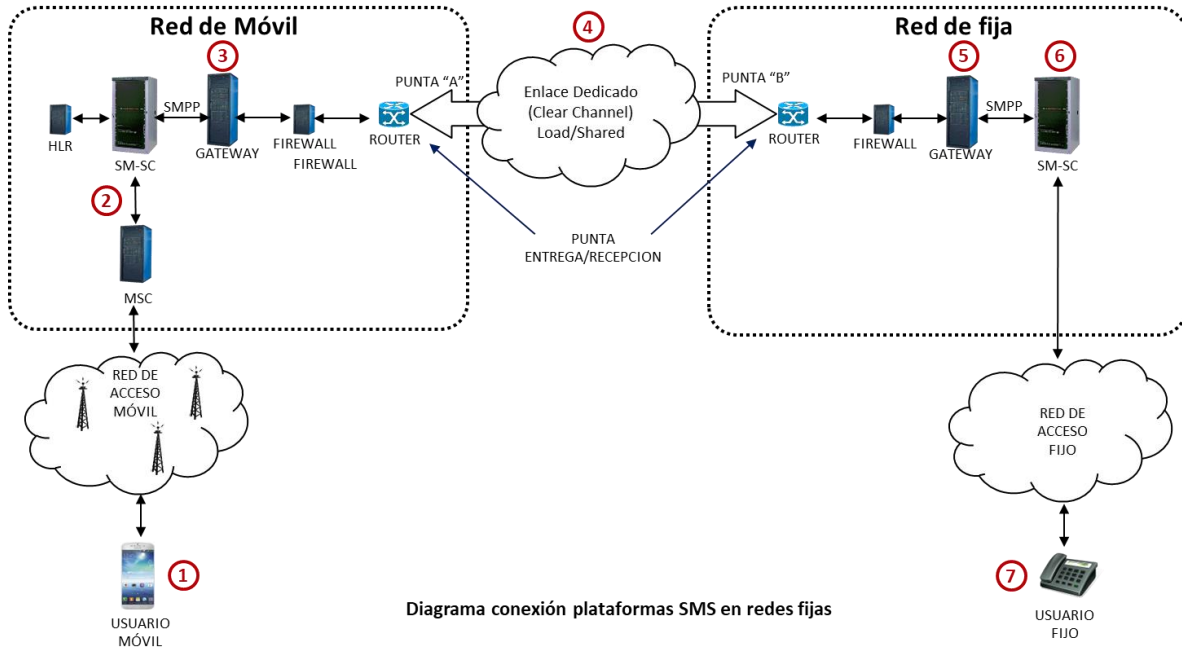 Red de Móvil
3
SMPP
HLR
SM-SC
GATEWAY
FIREWALL
FIREWALL
ROUTER
2
MSC
RED DE
ACCESO
MÓVIL
1
USUARIO
MÓVIL
4
PUNTA “A”
Enlace Dedicado
(Clear Channel)
Load/Shared
PUNTA “B”
PUNTA
ENTREGA/RECEPCION
Red de fija
5
6
SMPP
ROUTER
FIREWALL
GATEWAY
SM-SC
RED DE
ACCESO
FIJO
7
USUARIO
FIJO
Diagrama conexión plataformas SMS en redes fijas